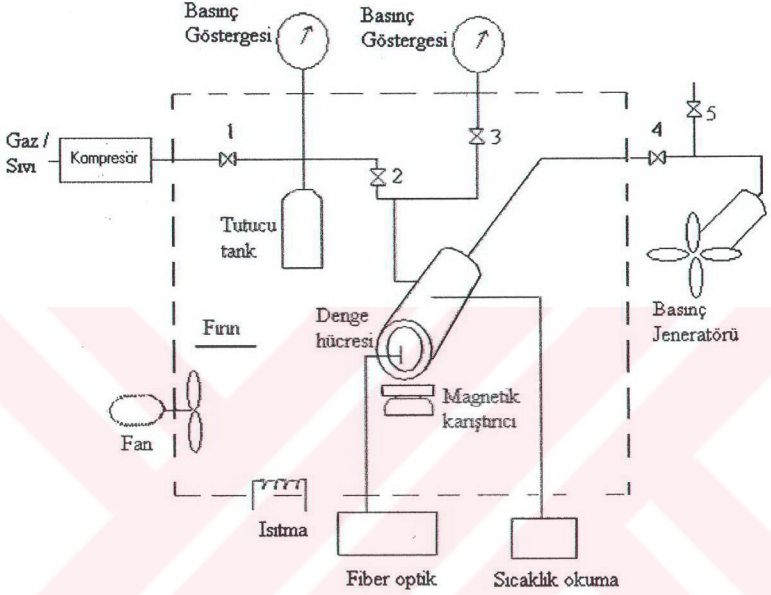 Basınç
Göstergesi
Basınç
Göstergesi
Gaz /
Sıvı
Kompresör
1
2
3
4
5
Tutucu
tank
Denge
hücresi
Fırın
Basınç
Jeneratörü
Magnetik
karıştırıcı
Fan
Isıtma
Fiber optik
Sıcaklık okuma